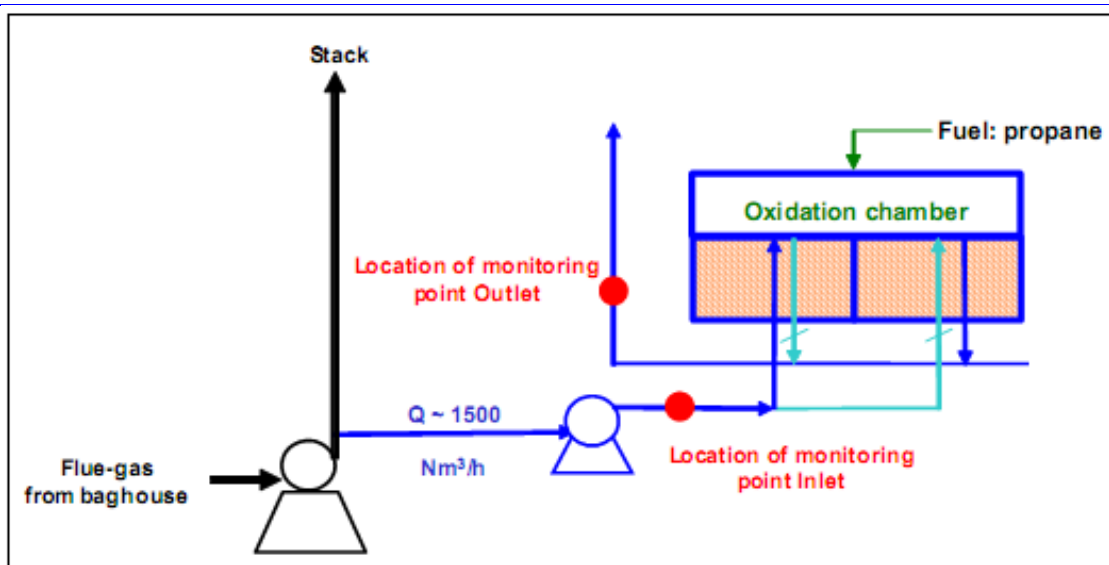 Stack
Fuel: propane
Oxidation chamber
Location of monitoring
point Outlet
Q ~ 1500
Nm³/h
Flue-gas
from baghouse
Location of monitoring
point Inlet